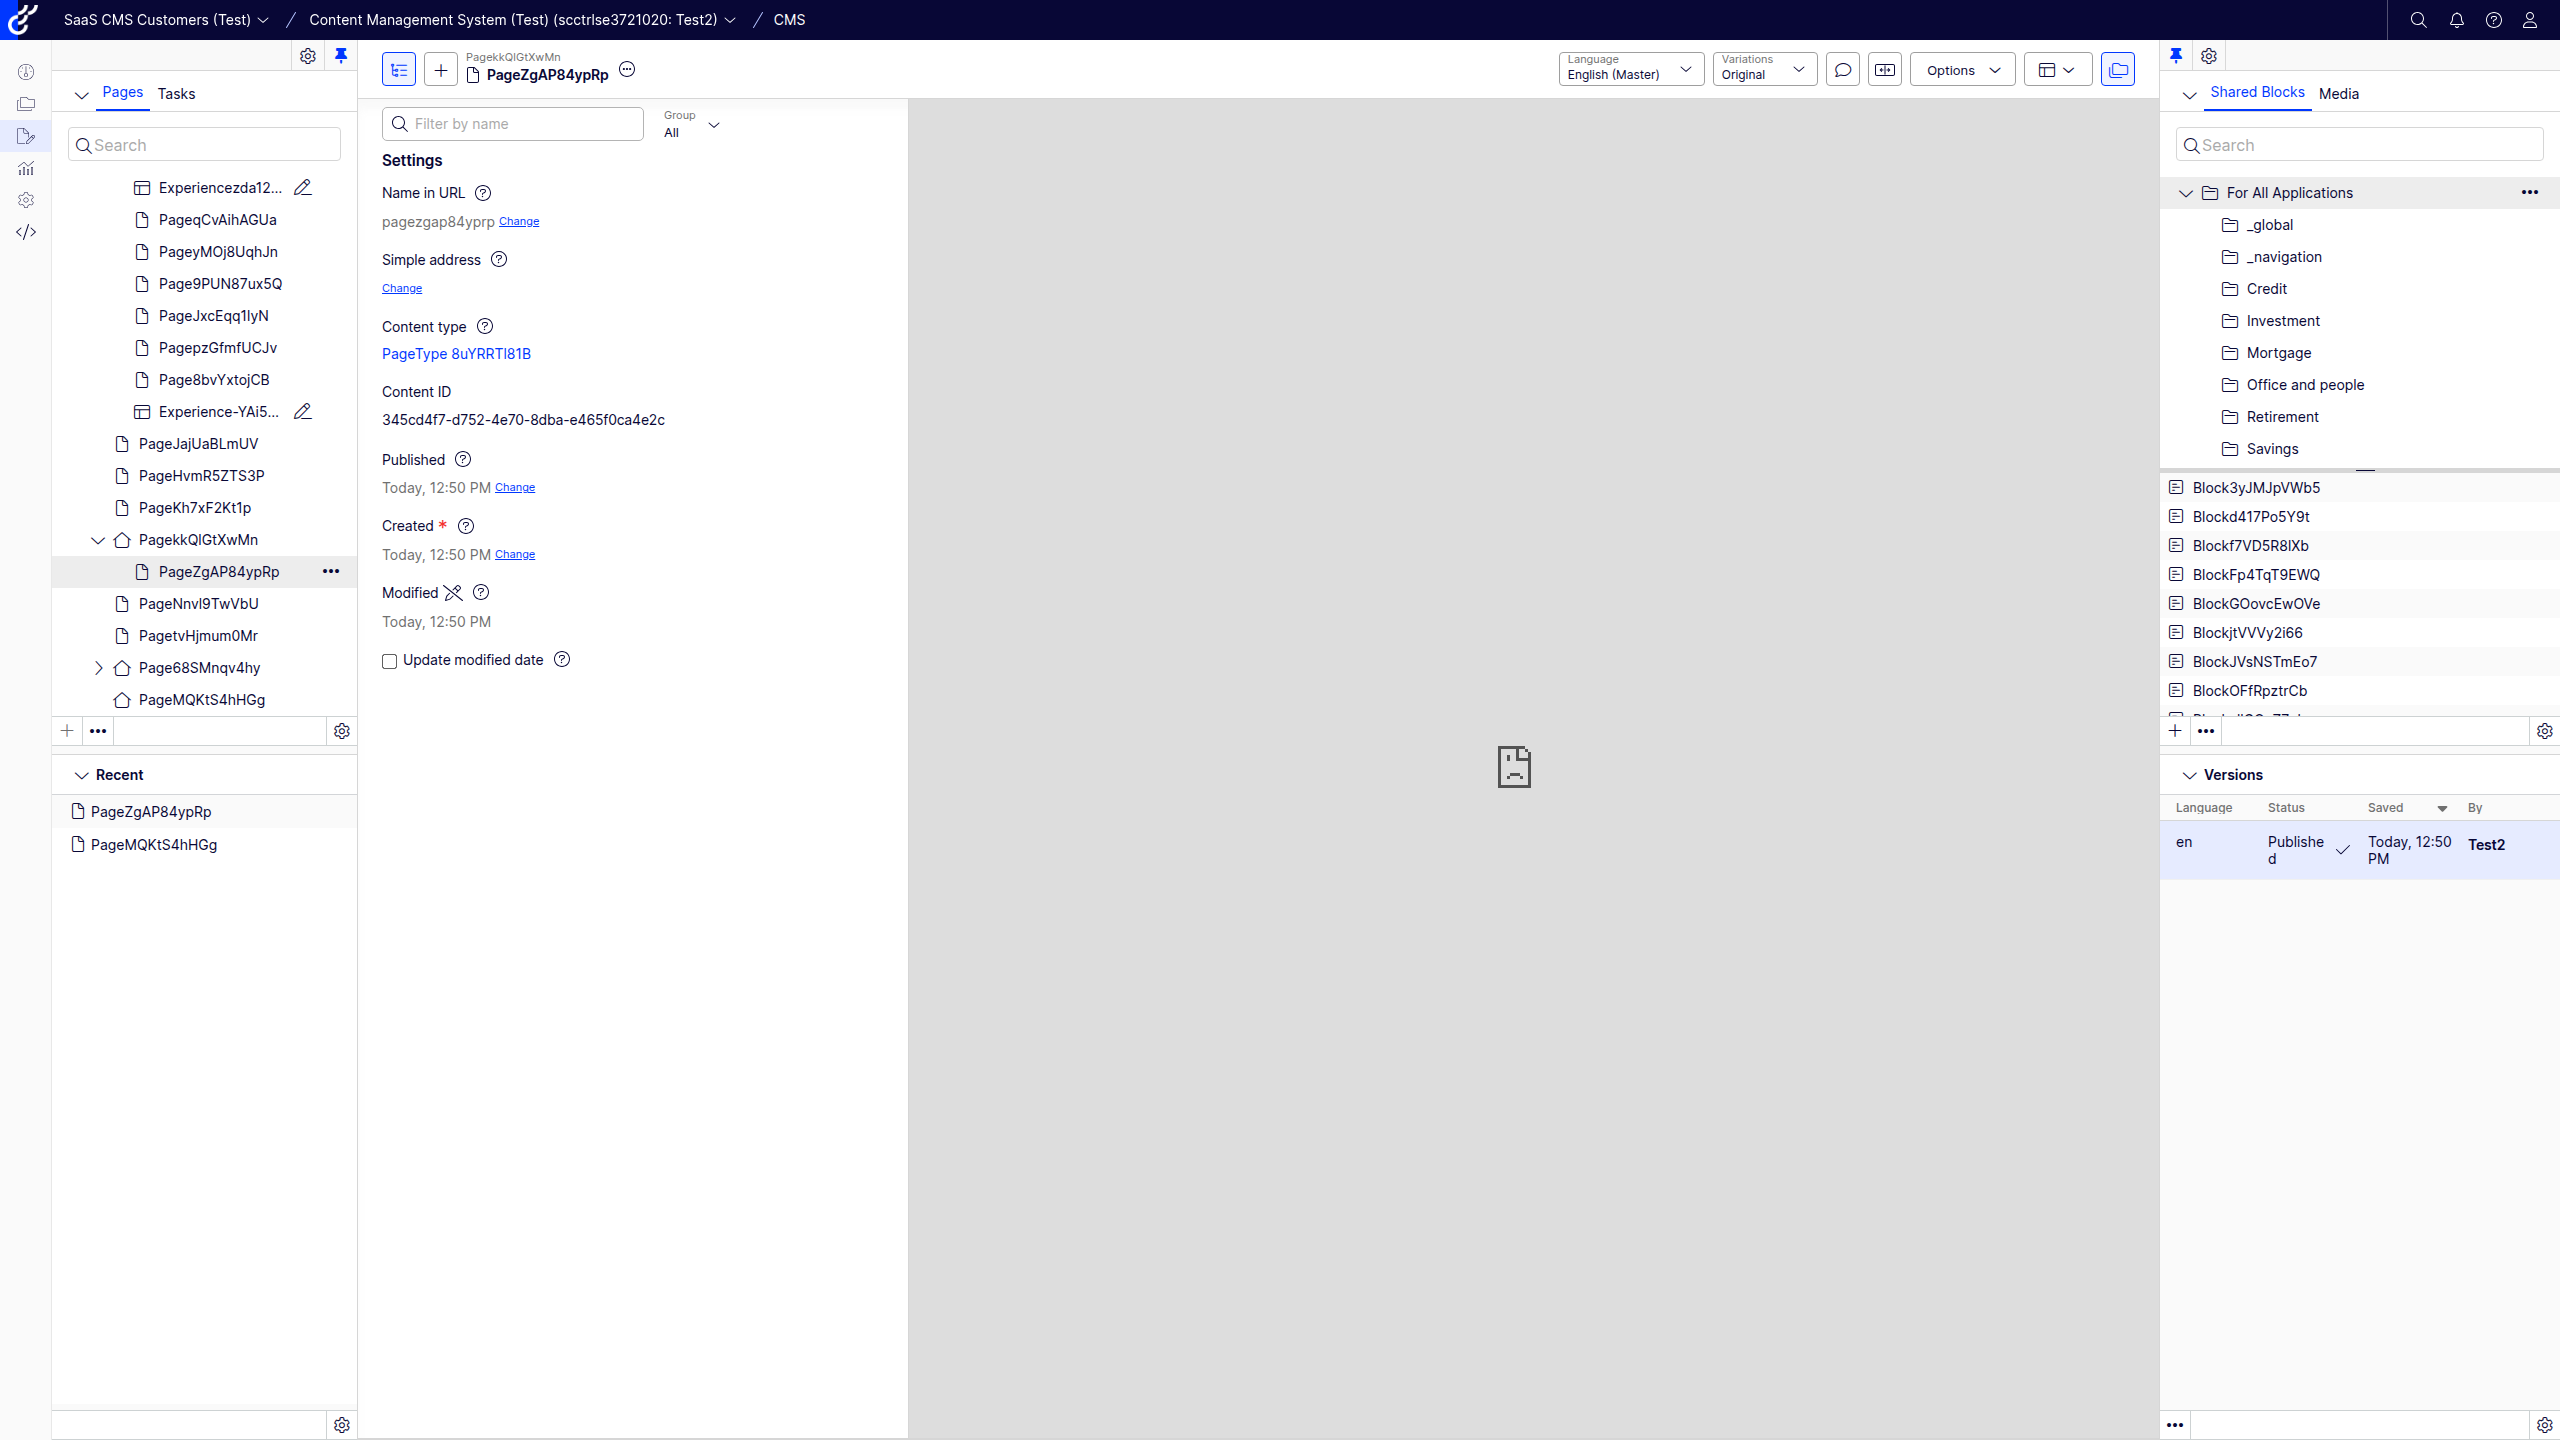 SaaS CMS Customers (Test)
Content Management System (Test) (scctrlse3721020: Test2)
CMS
Pages
Tasks
Search
Experiencezda12...
PageqCvAihAGUa
PageyMOj8UqhJn
Page9PUN87ux5Q
PageJxcEqq1lyN
PagepzGfmfUCJv
Page8bvYxtojCB
Experience-YAi5...
PageJajUaBLmUV
PageHvmR5ZTS3P
PageKh7xF2Kt1p
PagekkQlGtXwMn
PageZgAP84ypRp
PageNnvl9TwVbU
PagetvHjmum0Mr
Page68SMnqv4hy
PageMQKtS4hHGg
Recent
PageZgAP84ypRp
PageMQKtS4hHGg
PagekkQlGtXwMn
PageZgAP84ypRp
Language
English (Master)
Variations
Original
Options
Filter by name
Group
All
Settings
Name in URL
pagezgap84yprp Change
Simple address
Change
Content type
PageType 8uYRRTl81B
Content ID
345cd4f7-d752-4e70-8dba-e465f0ca4e2c
Published
Today, 12:50 PM Change
Created *
Today, 12:50 PM Change
Modified
Today, 12:50 PM
Update modified date
Shared Blocks
Media
Search
For All Applications
_global
_navigation
Credit
Investment
Mortgage
Office and people
Retirement
Savings
Block3yJMJpVWb5
Blockd417Po5Y9t
Blockf7VD5R8lXb
BlockFp4TqT9EWQ
BlockGOovcEwOVe
BlockjtVVVy2i66
BlockJVsNSTmEo7
BlockOFfRpztrCb
Versions
Language Status Saved By
en Publishe Today, 12:50 Test2
d PM